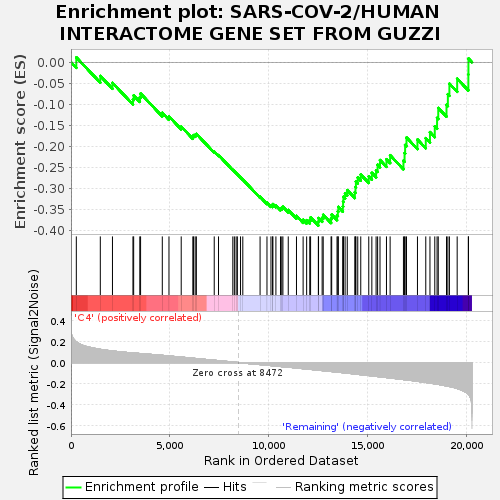 Enrichment plot: SARS-COV-2/HUMAN
INTERACTOME GENE SET FROM GUZZI
Enrichment score (ES)
0.00
-0.05
-0.10
-0.15
-0.20
-0.25
-0.30
-0.35
-0.40
'C4' (positively correlated)
Ranked list metric (Signal2Noise)
0.4
0.2
0.0
-0.2
-0.4
-0.6
Zero cross at 8472
'Remaining' (negatively correlated)
0
5,000
10,000
15,000
20,000
Rank in Ordered Dataset
Enrichment profile
Hits
Ranking metric scores